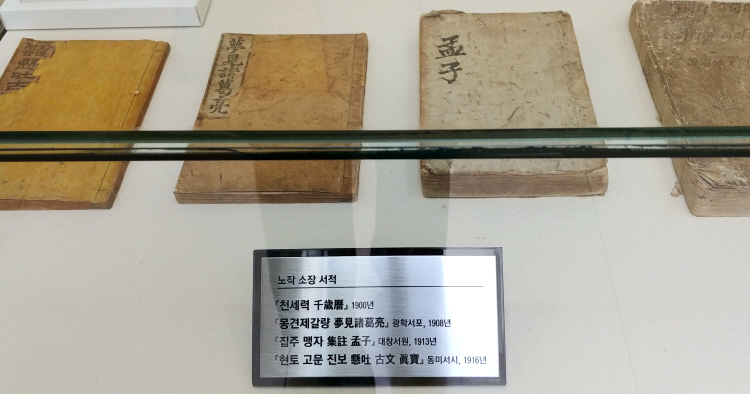 懸吐古
夢見諸葛亮
孟子
노작 소장 서적
『천세력 千歲曆』 1900년
『몽견제갈량 夢見諸葛亮』 광학서포, 1908년
『집주 맹자 集註 孟子』 대창서원, 1913년
『현토 고문 진보 懸吐 古文 眞寶』 동미서시, 1916년